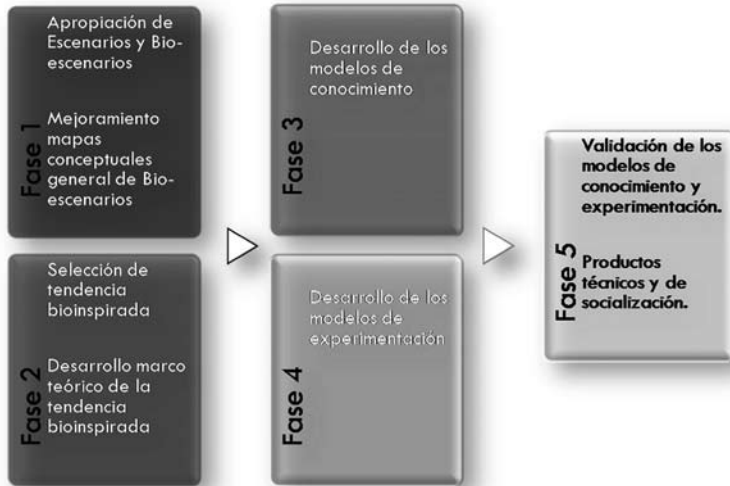 Fase 1
Apropiación de
Escenarios y Bio-
escenarios
Mejoramiento
mapas
conceptuales
general de Bio-
escenarios
Fase 2
Selección de
tendencia
bioinspirada
Desarrollo marco
teórico de la
tendencia
bioinspirada
Fase 3
Desarrollo de los
modelos de
conocimiento
Fase 4
Desarrollo de los
modelos de
experimentación
Fase 5
Validación de los
modelos de
conocimiento y
experimentación.
Productos
técnicos y de
socialización.